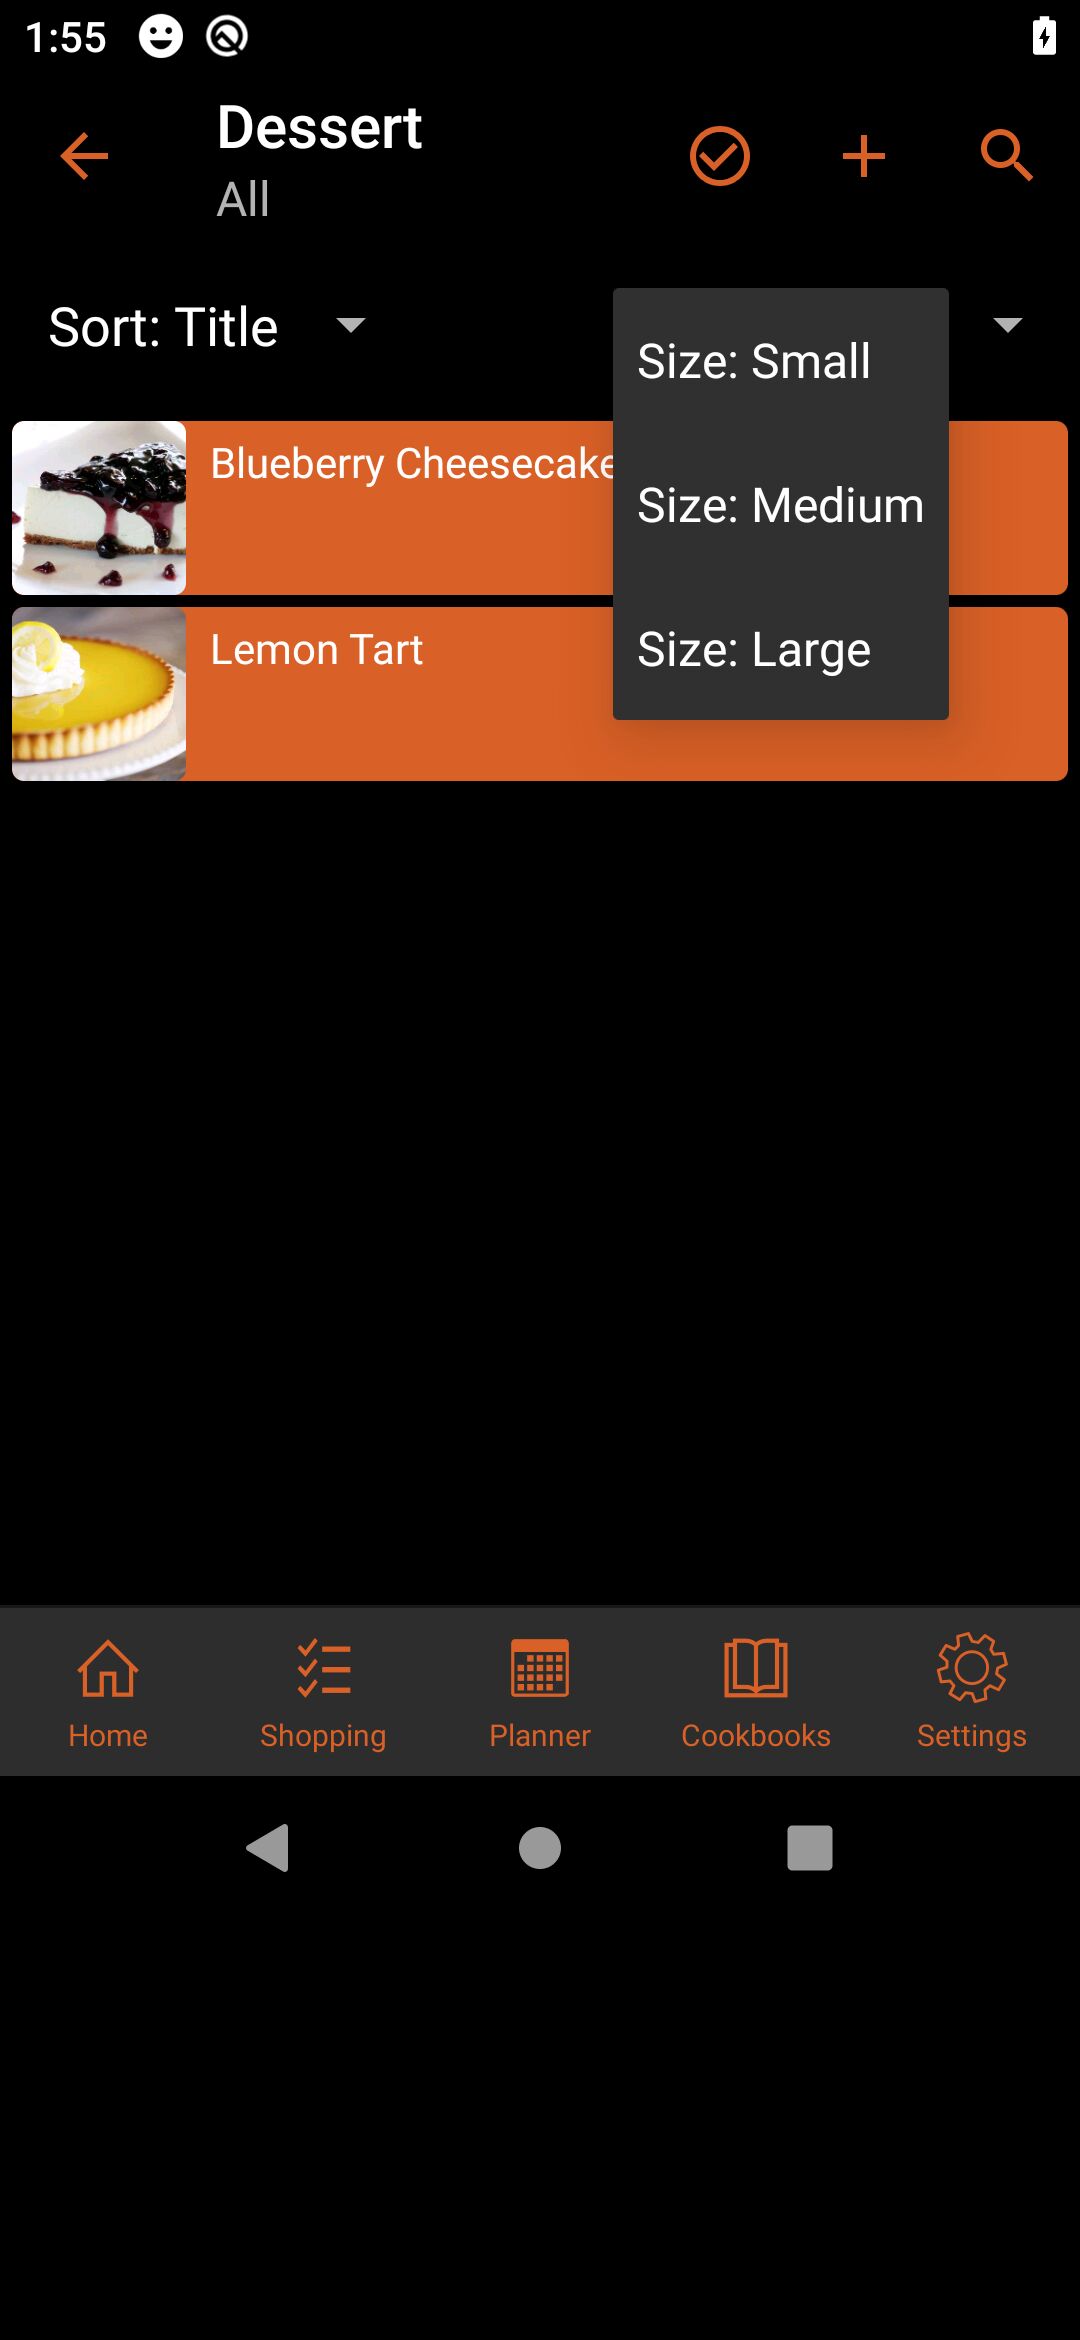 1:55
Dessert
All
Sort: Title
Size: Small
Size: Medium
Size: Large
Blueberry Cheesecake
Lemon Tart
Home
Shopping
Planner
Cookbooks
Settings